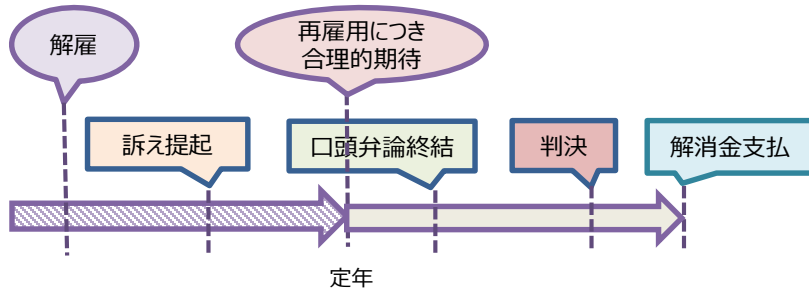 解雇
再雇用につき
合理的期待
訴え提起
口頭弁論終結
判決
解消金支払
定年